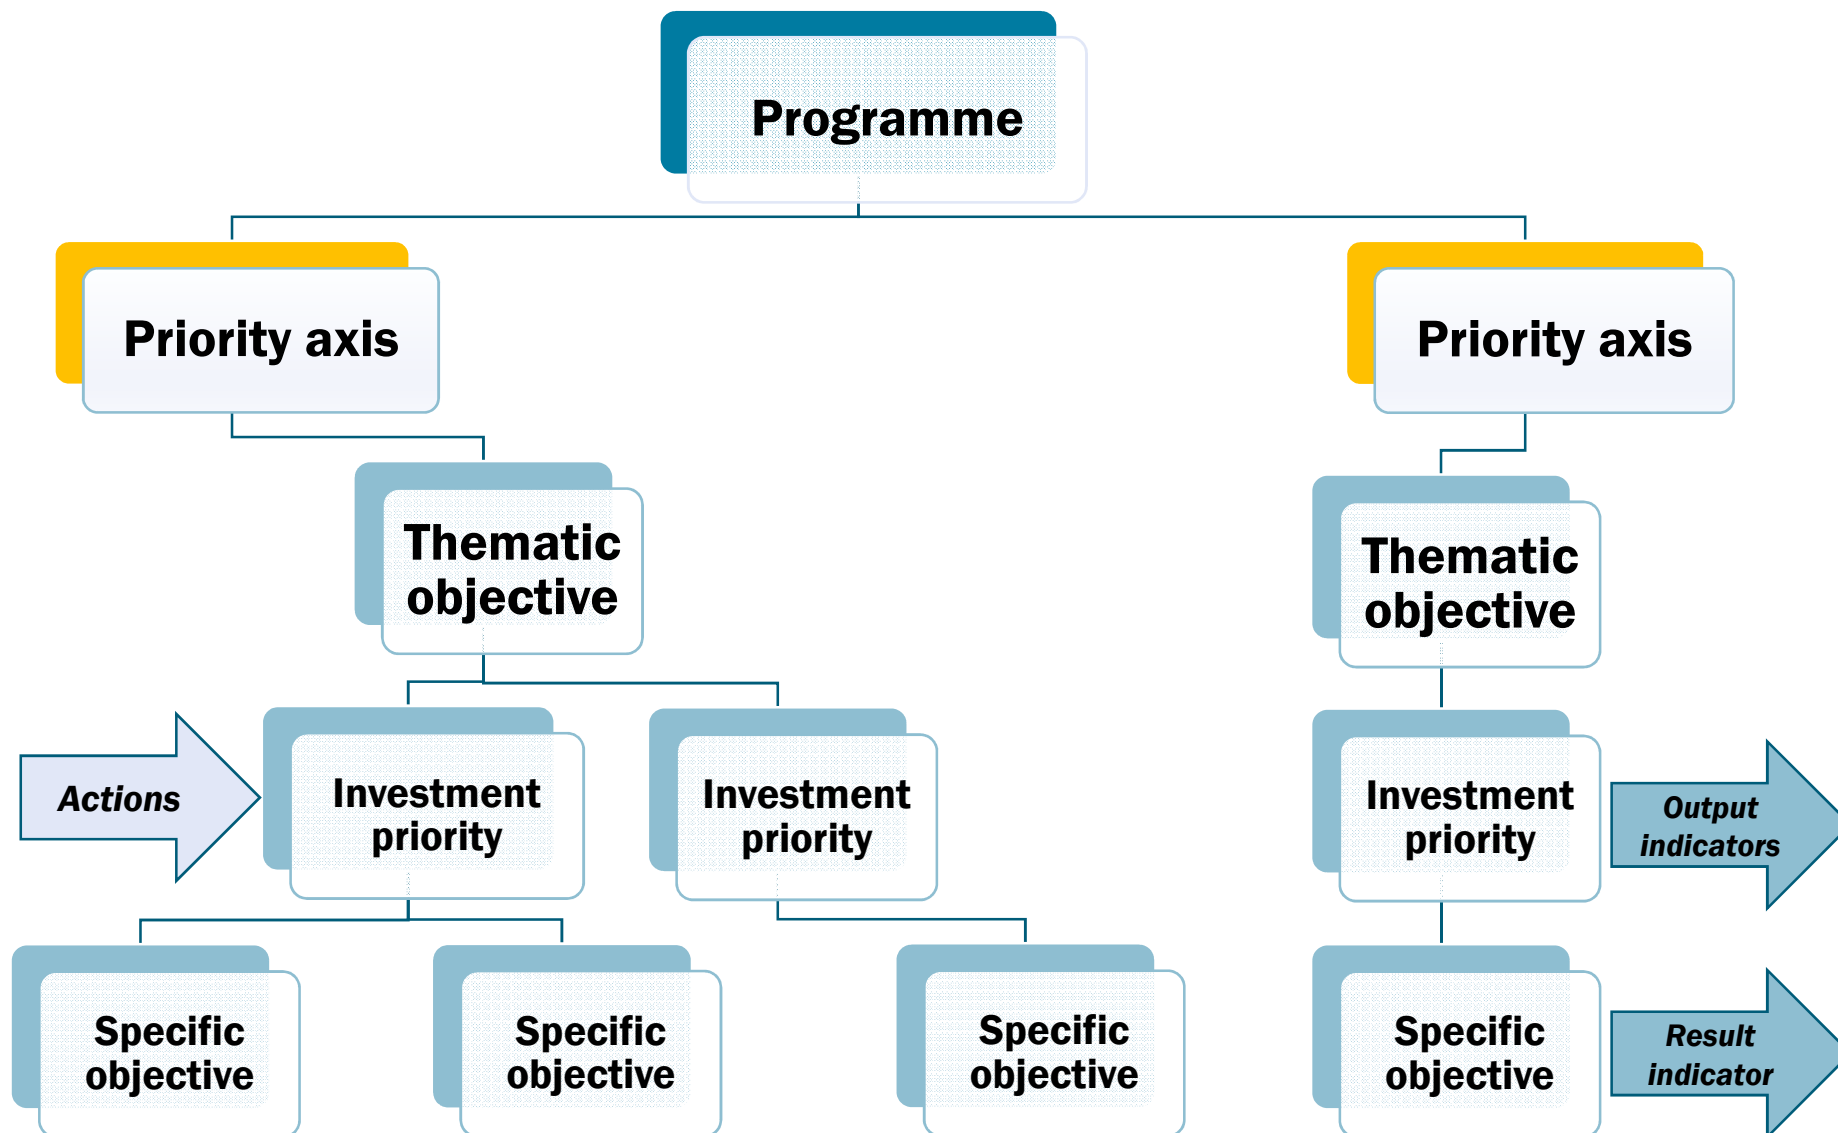 Programme
Priority axis
Priority axis
Thematic
objective
Thematic
objective
Actions
Investment
priority
Investment
priority
Investment
priority
Output
indicators
Specific
objective
Specific
objective
Specific
objective
Specific
objective
Result
indicator